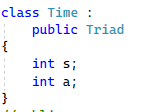 class Time :
    public Triad
{
    int s;
    int a;
}